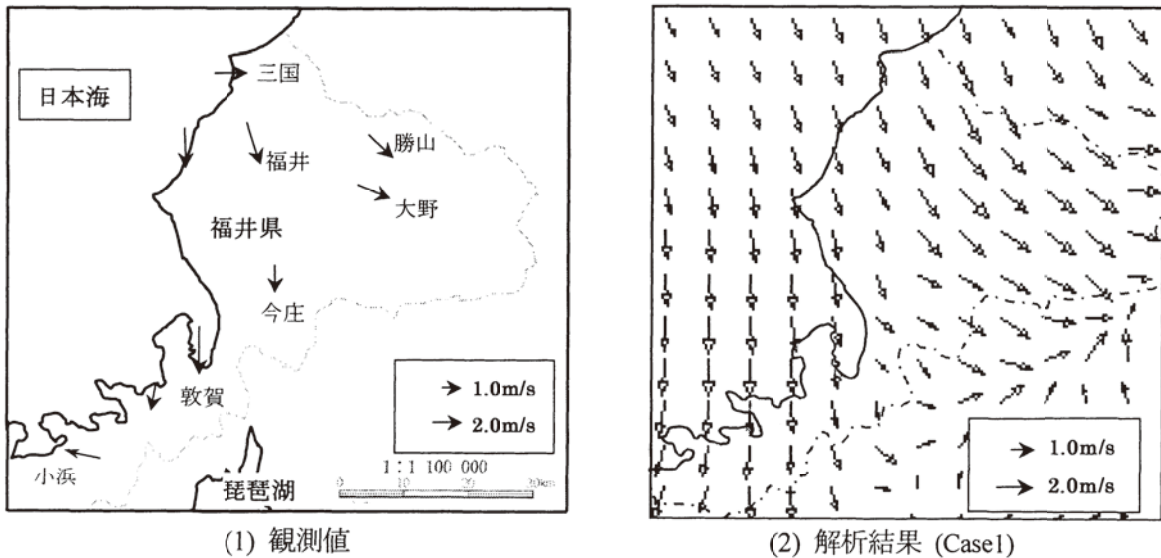 日本海
三国
福井
勝山
大野
福井県
今庄
敦賀
小浜
琵琶湖
1.0m/s
2.0m/s
1:1 100 000
0 10 20 30km
(1) 観測値
1.0m/s
2.0m/s
(2) 解析結果 (Case1)